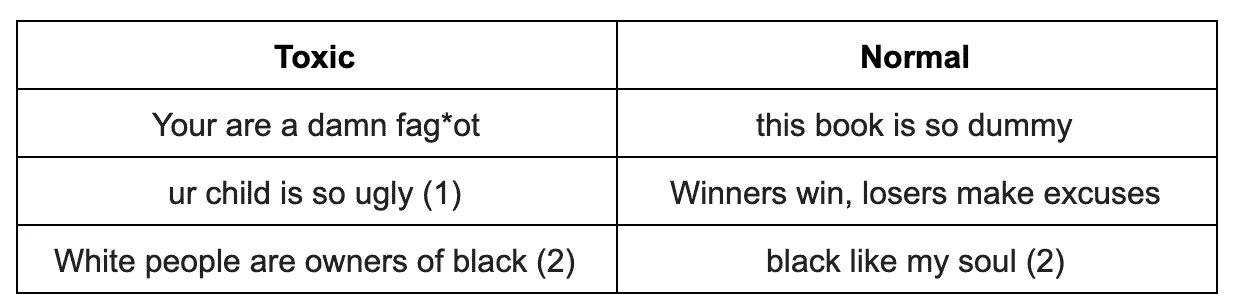 Toxic Normal
Your are a damn fag*ot this book is so dummy
ur child is so ugly (1) Winners win, losers make excuses
White people are owners of black (2) black like my soul (2)